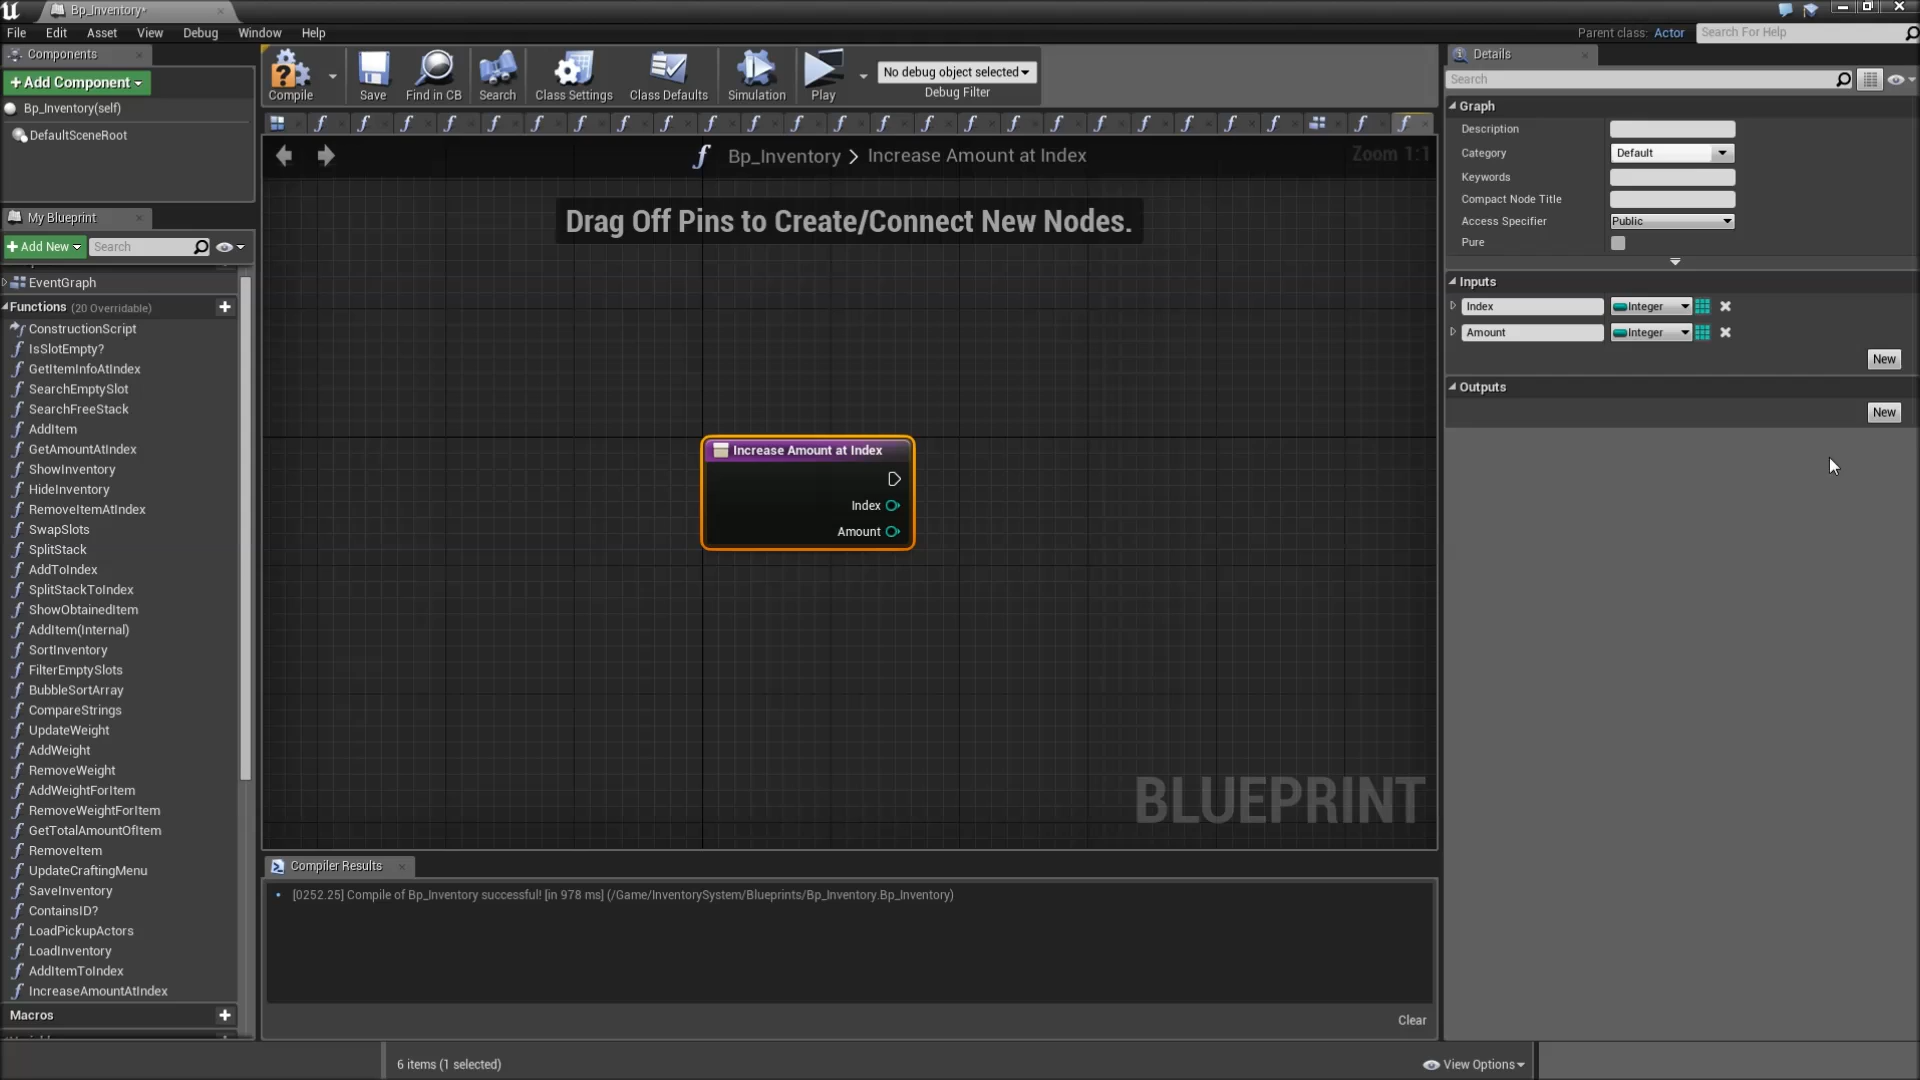 Bp_Inventory*
File Edit Asset View Debug Window Help
Parent class: Actor
Search For Help
Components
+Add Component
Bp_Inventory(self)
DefaultSceneRoot
My Blueprint
+Add New
Search
EventGraph
Functions (20 Overridable)
ConstructionScript
IsSlotEmpty?
GetItemInfoAtIndex
SearchEmptySlot
SearchFreeStack
AddItem
GetAmountAtIndex
ShowInventory
HideInventory
RemoveItemAtIndex
SwapSlots
SplitStack
AddToIndex
SplitStackToIndex
ShowObtainedItem
AddItem(Internal)
SortInventory
FilterEmptySlots
BubbleSortArray
CompareStrings
UpdateWeight
AddWeight
RemoveWeight
AddWeightForItem
RemoveWeightForItem
GetTotalAmountOfItem
RemoveItem
UpdateCraftingMenu
SaveInventory
ContainsID?
LoadPickupActors
LoadInventory
AddItemToIndex
IncreaseAmountAtIndex
Macros
Compile
Save
Find in CB
Search
Class Settings
Class Defaults
Simulation
Play
No debug object selected
Debug Filter
Bp_Inventory > Increase Amount at Index
Zoom 1:1
Drag Off Pins to Create/Connect New Nodes.
Increase Amount at Index
Index
Amount
BLUEPRINT
Compiler Results
[0252.25] Compile of Bp_Inventory successful! [in 978 ms] (/Game/InventorySystem/Blueprints/Bp_Inventory.Bp_Inventory)
Clear
6 items (1 selected)
View Options
Details
Search
Graph
Description
Category Default
Keywords
Compact Node Title
Access Specifier Public
Pure
Inputs
Index Integer
Amount Integer
New
Outputs
New